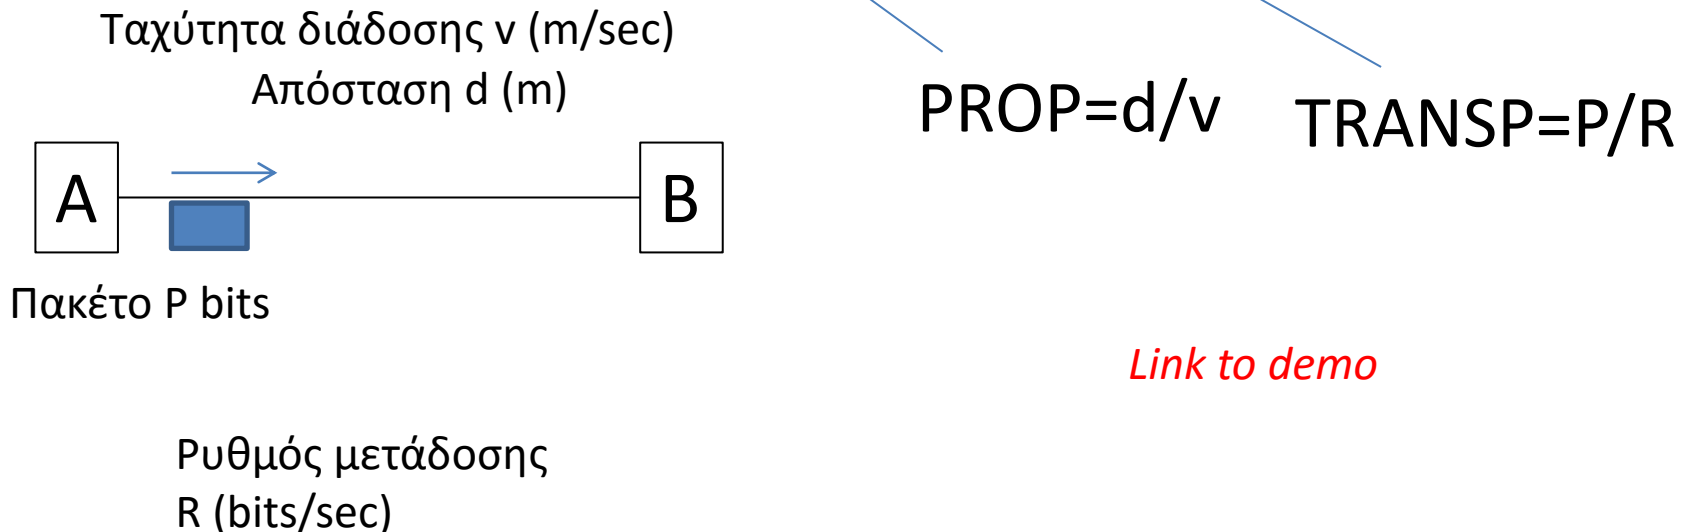 Ταχύτητα διάδοσης v (m/sec)
Απόσταση d (m)
PROP=d/v
TRANSP=P/R
A
B
Πακέτο P bits
Link to demo
Ρυθμός μετάδοσης
R (bits/sec)